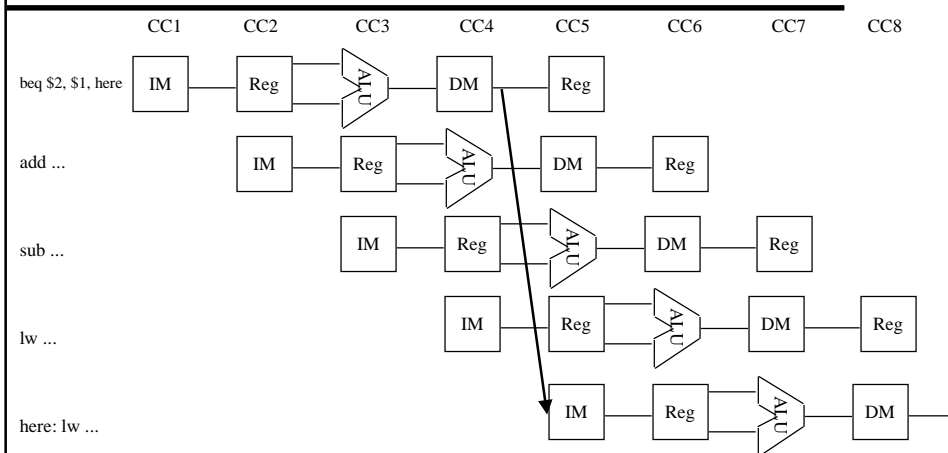 CC1 CC2 CC3 CC4 CC5 CC6 CC7 CC8
beq $2, $1, here IM Reg ALU DM Reg
add ... IM Reg ALU DM Reg
sub ... IM Reg ALU DM Reg
lw ... IM Reg ALU DM Reg
here: lw ... IM Reg ALU DM